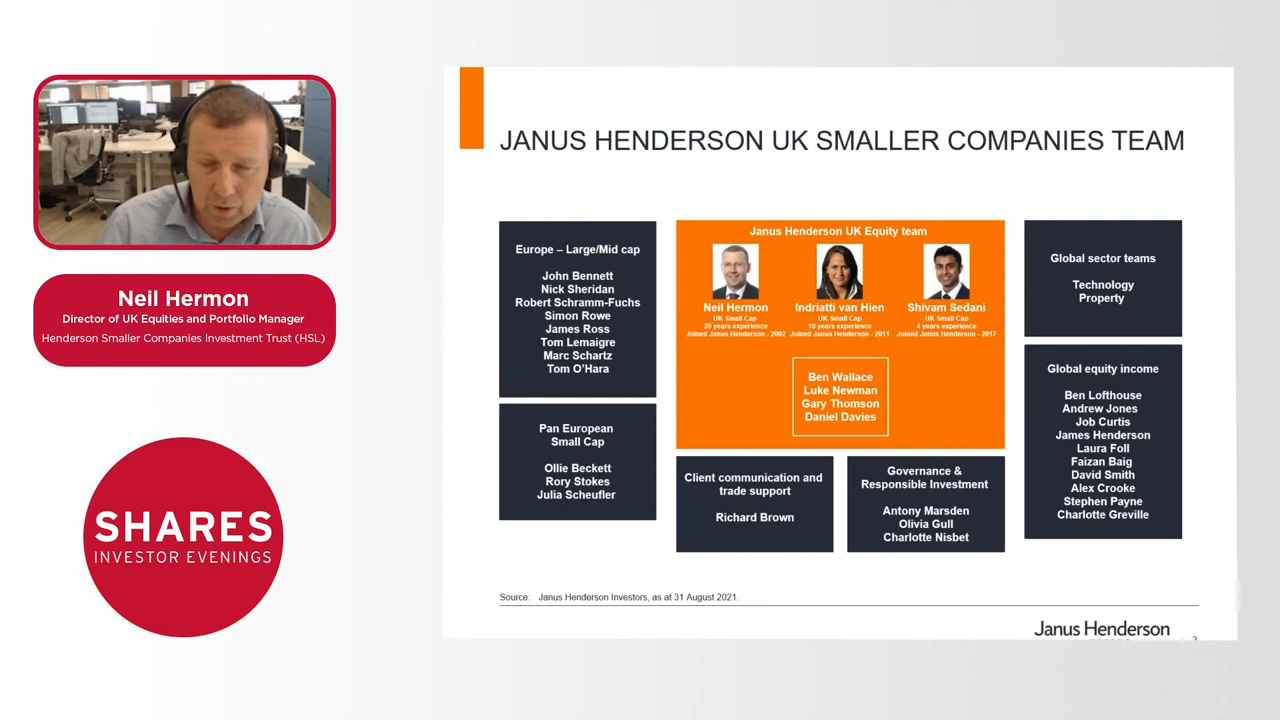 Neil Hermon
Director of UK Equities and Portfolio Manager
Henderson Smaller Companies Investment Trust (HSL)
SHARES
INVESTOR EVENINGS
JANUS HENDERSON UK SMALLER COMPANIES TEAM
Europe – Large/Mid cap
John Bennett
Nick Sheridan
Robert Schramm-Fuchs
Simon Rowe
James Ross
Tom Lemaigre
Marc Schartz
Tom O'Hara
Pan European
Small Cap
Ollie Beckett
Rory Stokes
Julia Scheufler
Janus Henderson UK Equity team
Neil Hermon
UK Small Cap
28 years experience
Joined Janus Henderson - 2002
Indriatti van Hien
UK Small Cap
10 years experience
Joined Janus Henderson - 2011
Shivam Sedani
UK Small Cap
4 years experience
Joined Janus Henderson - 2017
Ben Wallace
Luke Newman
Gary Thomson
Daniel Davies
Client communication and
trade support
Richard Brown
Governance &
Responsible Investment
Antony Marsden
Olivia Gull
Charlotte Nisbet
Global sector teams
Technology
Property
Global equity income
Ben Lofthouse
Andrew Jones
Job Curtis
James Henderson
Laura Foll
Faizan Baig
David Smith
Alex Crooke
Stephen Payne
Charlotte Greville
Source: Janus Henderson Investors, as at 31 August 2021.
Janus Henderson